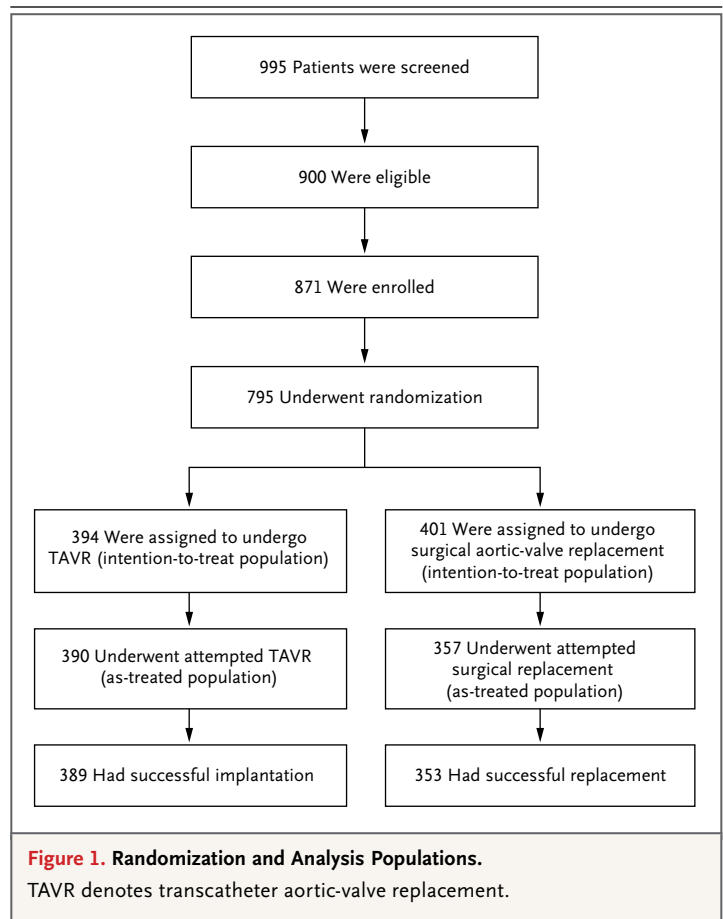 995 Patients were screened
900 Were eligible
871 Were enrolled
795 Underwent randomization
394 Were assigned to undergo
TAVR (intention-to-treat population)
401 Were assigned to undergo
surgical aortic-valve replacement
(intention-to-treat population)
390 Underwent attempted TAVR
(as-treated population)
357 Underwent attempted
surgical replacement
(as-treated population)
389 Had successful implantation
353 Had successful replacement
Figure 1. Randomization and Analysis Populations.
TAVR denotes transcatheter aortic-valve replacement.